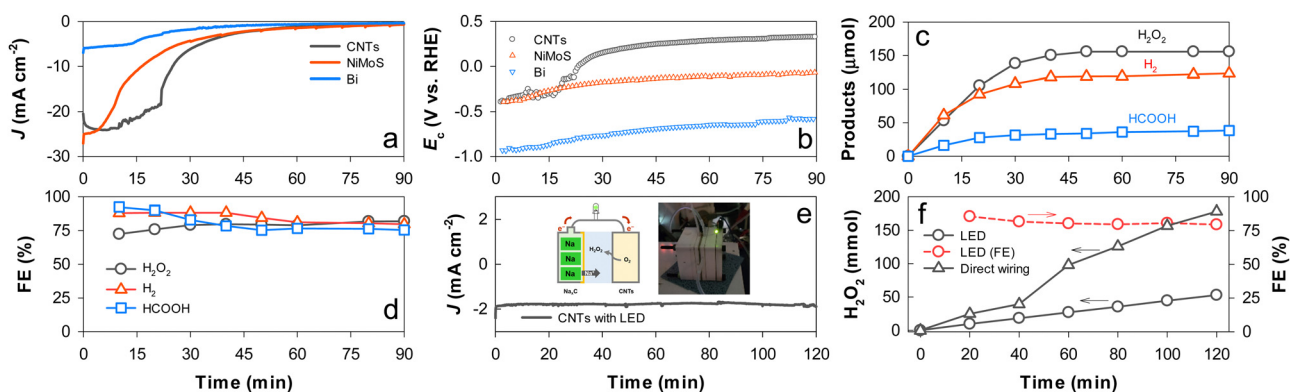 J (mA cm⁻²)
0
-10
-20
-30
0 15 30 45 60 75 90
CNTs
NiMoS
Bi
a
E_c (V vs. RHE)
0.5
0.0
-0.5
-1.0
0 15 30 45 60 75 90
CNTs
NiMoS
Bi
b
Products (μmol)
200
150
100
50
0
0 15 30 45 60 75 90
c
H₂O₂
H₂
HCOOH
FE (%)
100
75
50
25
0
0 15 30 45 60 75 90
Time (min)
H₂O₂
H₂
HCOOH
d
J (mA cm⁻²)
2
1
0
-1
-2
0 20 40 60 80 100 120
Time (min)
e
e⁻
e⁻
Na
Na
Na
H₂O₂
O₂
NaₓC
CNTs
CNTs with LED
H₂O₂ (mmol)
200
150
100
50
0
0 20 40 60 80 100 120
Time (min)
FE (%)
100
75
50
25
0
f
LED
LED (FE)
Direct wiring